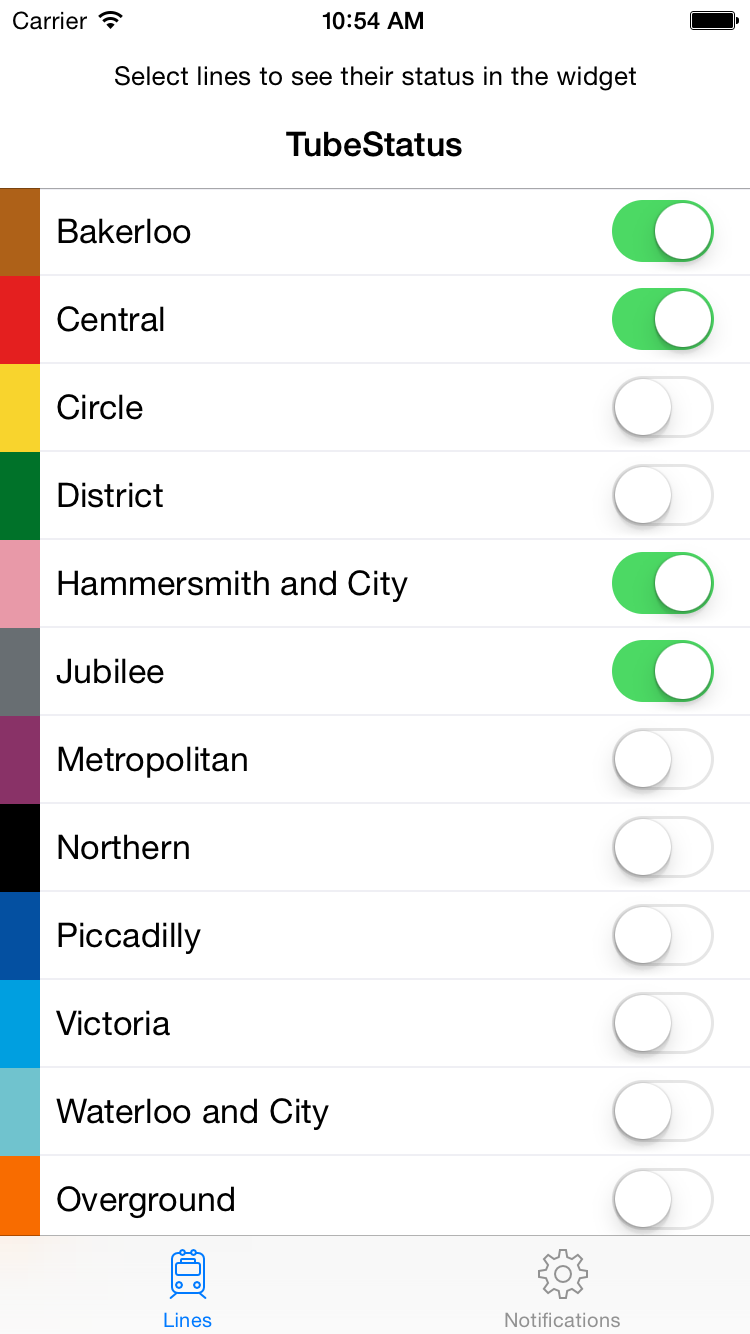 Carrier 10:54 AM
Select lines to see their status in the widget
TubeStatus
Bakerloo
Central
Circle
District
Hammersmith and City
Jubilee
Metropolitan
Northern
Piccadilly
Victoria
Waterloo and City
Overground
Lines Notifications